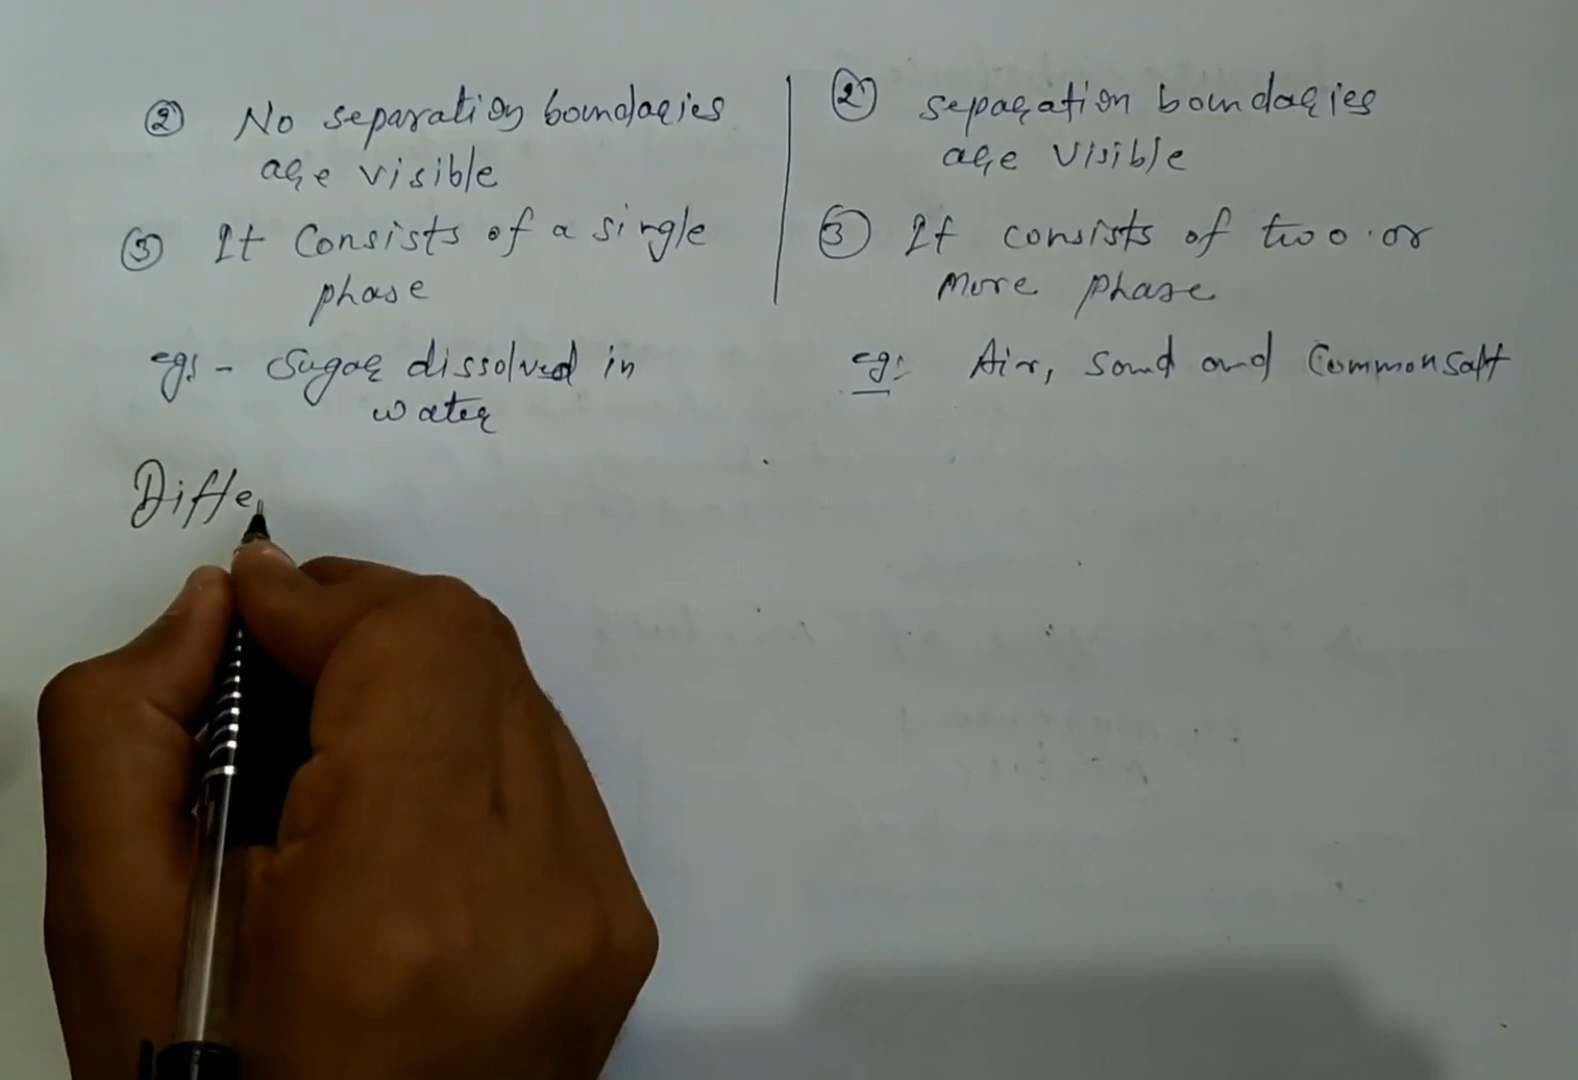 ② No separation boundaries
are visible
③ It Consists of a single
phase
eg:- Sugar dissolved in
water
② separation boundaries
are visible
③ It consists of two or
more phase
eg: Air, sand and Common salt
Diffe